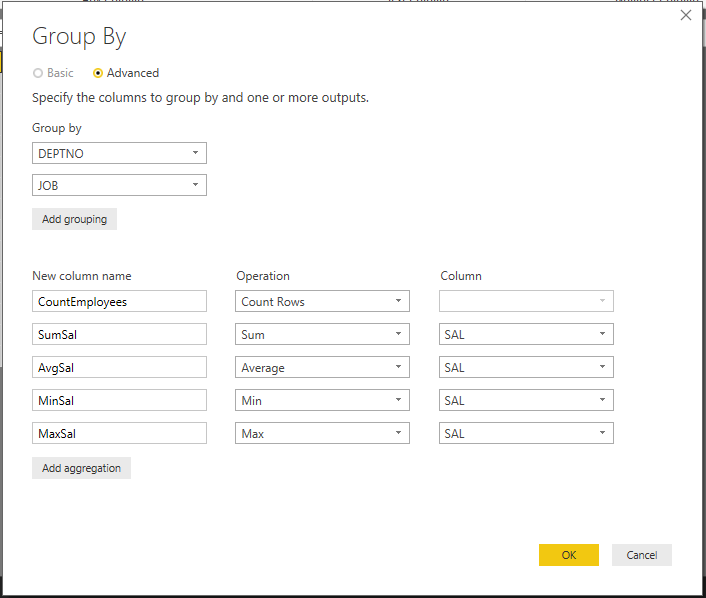 Group By
Basic Advanced
Specify the columns to group by and one or more outputs.
Group by
DEPTNO
JOB
Add grouping
New column name Operation Column
CountEmployees Count Rows
SumSal Sum SAL
AvgSal Average SAL
MinSal Min SAL
MaxSal Max SAL
Add aggregation
OK Cancel